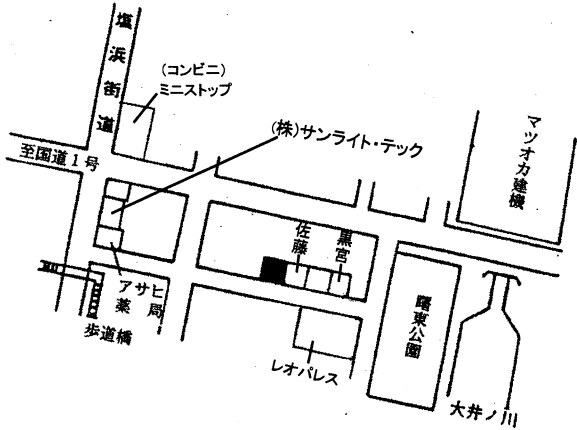 塩浜街道
(コンビニ)
ミニストップ
(株)サンライト・テック
至国道1号
マツオカ建機
佐藤
黒宮
アサヒ
薬局
歩道橋
レオパレス
曙東公園
大井ノ川